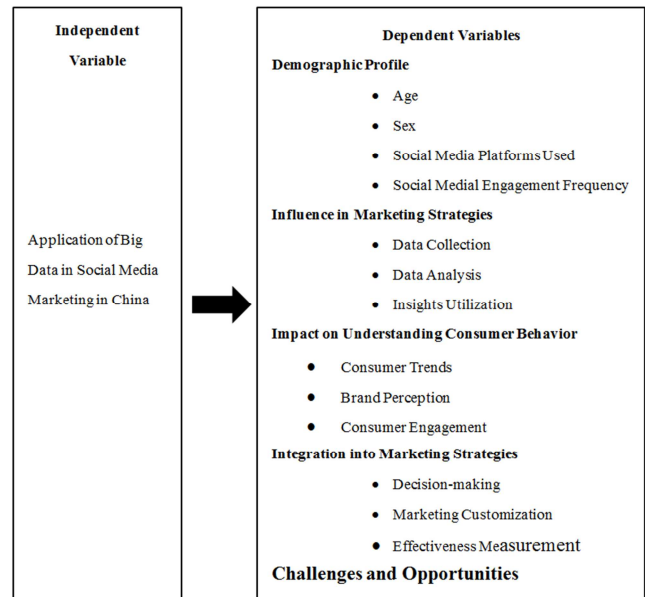 Independent
Variable
Application of Big
Data in Social Media
Marketing in China
Dependent Variables
Demographic Profile
• Age
• Sex
• Social Media Platforms Used
• Social Medial Engagement Frequency
Influence in Marketing Strategies
• Data Collection
• Data Analysis
• Insights Utilization
Impact on Understanding Consumer Behavior
• Consumer Trends
• Brand Perception
• Consumer Engagement
Integration into Marketing Strategies
• Decision-making
• Marketing Customization
• Effectiveness Measurement
Challenges and Opportunities